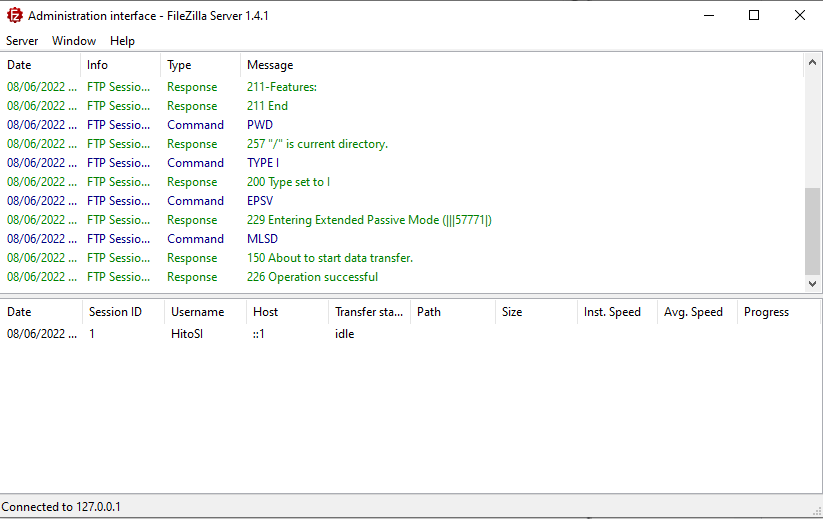 Administration interface - FileZilla Server 1.4.1
Server Window Help
Date Info Type Message
08/06/2022 ... FTP Sessio... Response 211-Features:
08/06/2022 ... FTP Sessio... Response 211 End
08/06/2022 ... FTP Sessio... Command PWD
08/06/2022 ... FTP Sessio... Response 257 "/" is current directory.
08/06/2022 ... FTP Sessio... Command TYPE I
08/06/2022 ... FTP Sessio... Response 200 Type set to I
08/06/2022 ... FTP Sessio... Command EPSV
08/06/2022 ... FTP Sessio... Response 229 Entering Extended Passive Mode (|||57771|)
08/06/2022 ... FTP Sessio... Command MLSD
08/06/2022 ... FTP Sessio... Response 150 About to start data transfer.
08/06/2022 ... FTP Sessio... Response 226 Operation successful
Date Session ID Username Host Transfer sta... Path Size Inst. Speed Avg. Speed Progress
08/06/2022 ... 1 HitoSI ::1 idle
Connected to 127.0.0.1